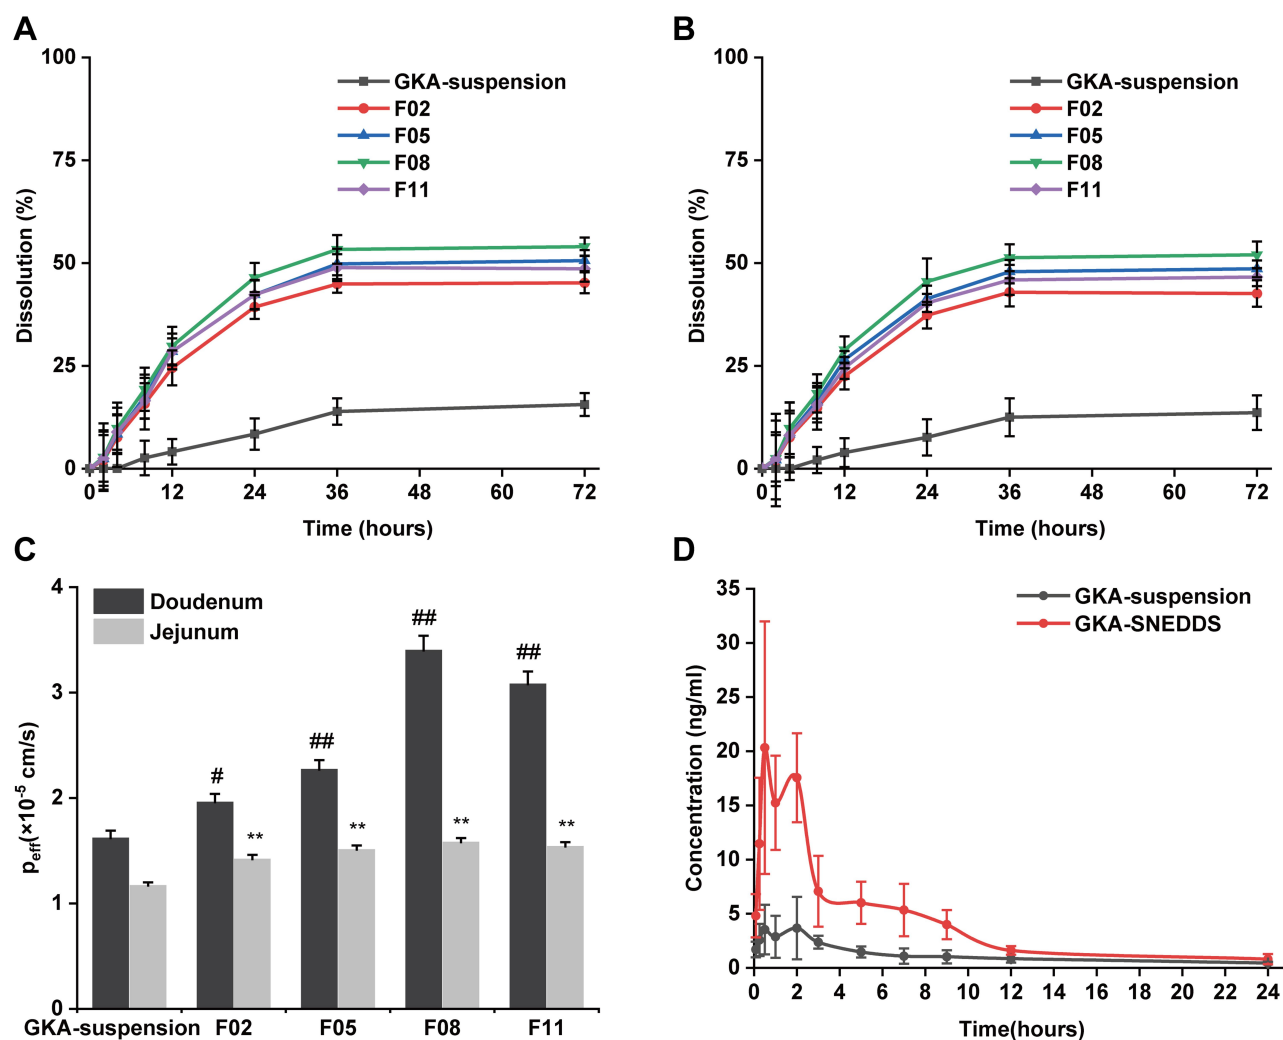 A
100
75
50
25
0
Dissolution (%)
GKA-suspension
F02
F05
F08
F11
0 12 24 36 48 60 72
Time (hours)
B
100
75
50
25
0
Dissolution (%)
GKA-suspension
F02
F05
F08
F11
0 12 24 36 48 60 72
Time (hours)
C
4
3
2
1
0
peff(×10-5 cm/s)
Doudenum
Jejunum
#
**
##
**
##
**
##
**
GKA-suspension F02 F05 F08 F11
D
35
30
25
20
15
10
5
0
Concentration (ng/ml)
GKA-suspension
GKA-SNEDDS
0 2 4 6 8 10 12 14 16 18 20 22 24
Time(hours)